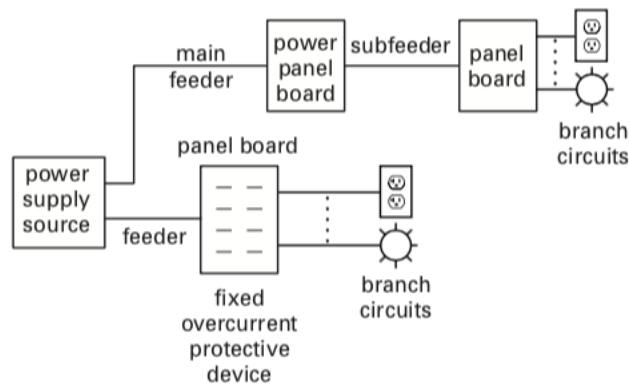 main
feeder
power
panel
board
subfeeder
panel
board
branch
circuits
panel board
power
supply
source
feeder
fixed
overcurrent
protective
device
branch
circuits